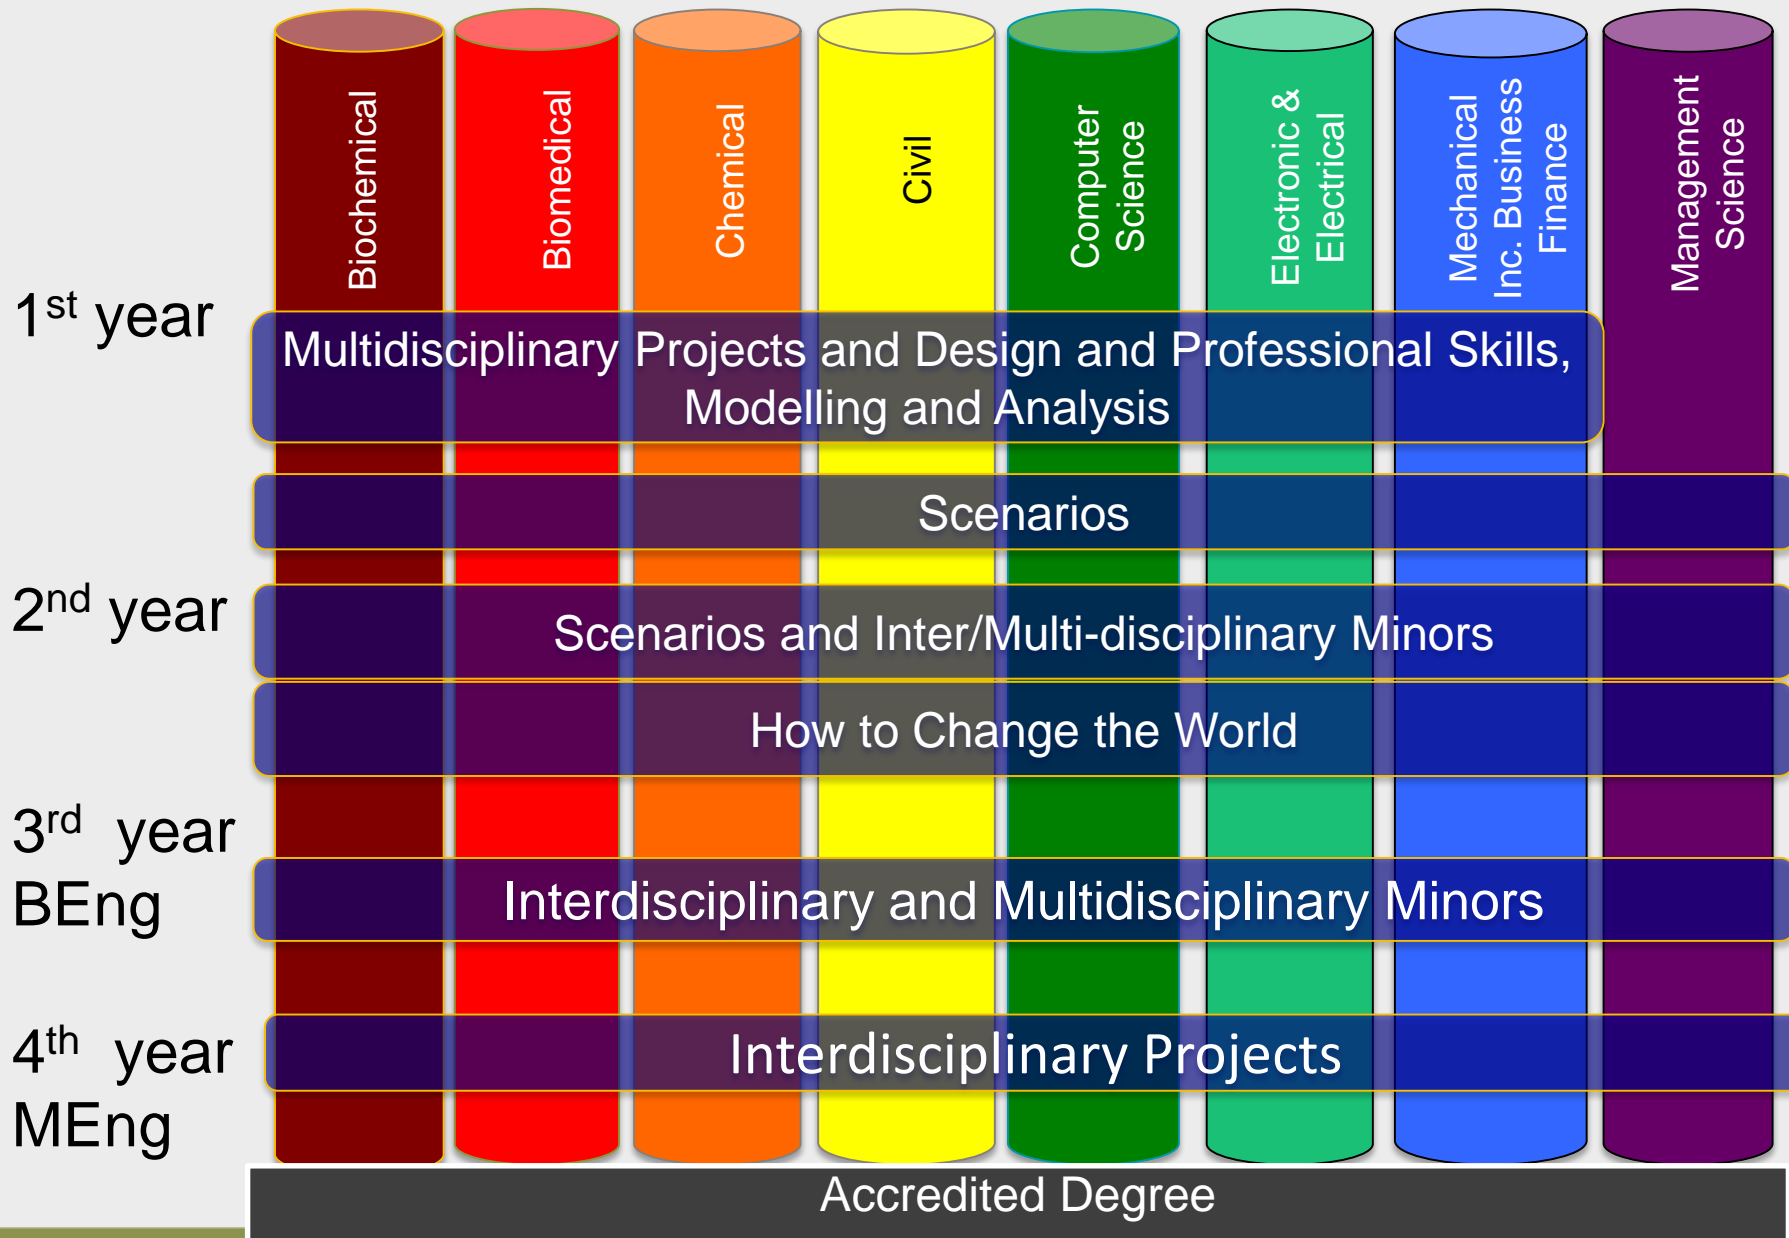 Biochemical
Biomedical
Chemical
Civil
Computer
Science
Electronic &
Electrical
Mechanical
Inc. Business
Finance
Management
Science
1st year
Multidisciplinary Projects and Design and Professional Skills,
Modelling and Analysis
Scenarios
2nd year
Scenarios and Inter/Multi-disciplinary Minors
How to Change the World
3rd year
BEng
Interdisciplinary and Multidisciplinary Minors
4th year
MEng
Interdisciplinary Projects
Accredited Degree